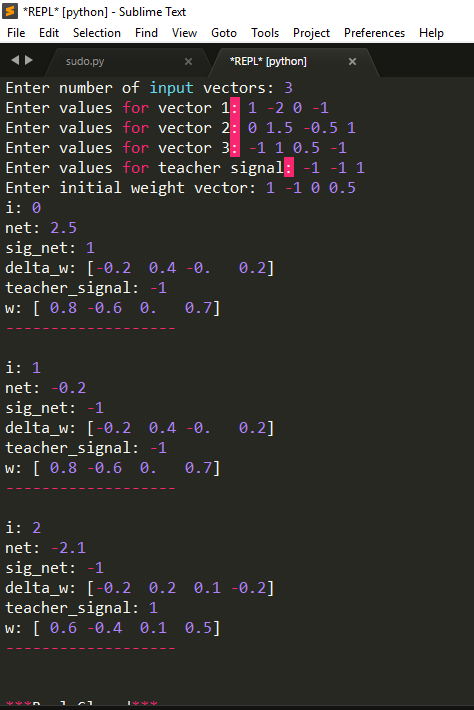 *REPL* [python] - Sublime Text
File Edit Selection Find View Goto Tools Project Preferences Help
sudo.py × *REPL* [python] ×
Enter number of input vectors: 3
Enter values for vector 1: 1 -2 0 -1
Enter values for vector 2: 0 1.5 -0.5 1
Enter values for vector 3: -1 1 0.5 -1
Enter values for teacher signal: -1 -1 1
Enter initial weight vector: 1 -1 0 0.5
i: 0
net: 2.5
sig_net: 1
delta_w: [-0.2  0.4 -0.   0.2]
teacher_signal: -1
w: [ 0.8 -0.6  0.   0.7]
-------------------
i: 1
net: -0.2
sig_net: -1
delta_w: [-0.2  0.4 -0.   0.2]
teacher_signal: -1
w: [ 0.8 -0.6  0.   0.7]
-------------------
i: 2
net: -2.1
sig_net: -1
delta_w: [-0.2  0.2  0.1 -0.2]
teacher_signal: 1
w: [ 0.6 -0.4  0.1  0.5]
-------------------
***Repl Closed***